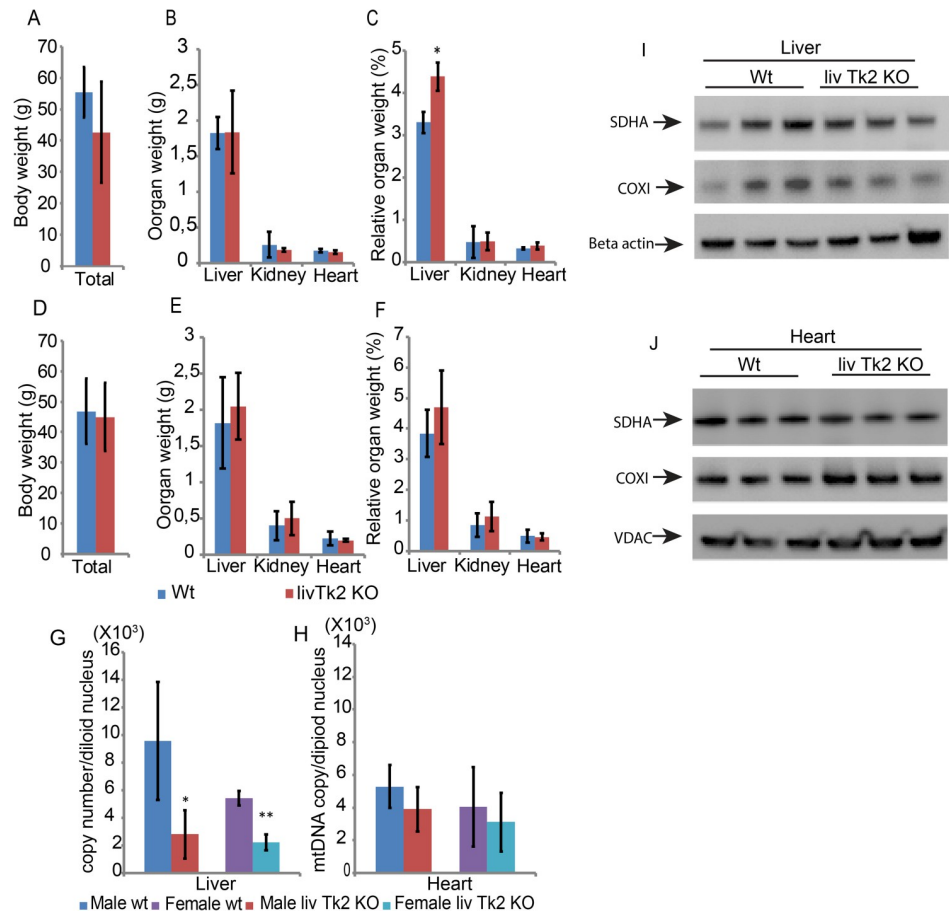 A
Body weight (g)
70
60
50
40
30
20
10
0
Total
B
Oorgan weight (g)
3
2,5
2
1,5
1
0,5
0
Liver Kidney Heart
C
Relative organ weight (%)
5
4
3
2
1
0
*
Liver Kidney Heart
D
Body weight (g)
70
60
50
40
30
20
10
0
Total
E
Oorgan weight (g)
3
2,5
2
1,5
1
0,5
0
Liver Kidney Heart
F
Relative organ weight (%)
7
6
5
4
3
2
1
0
Liver Kidney Heart
Wt livTk2 KO
G
(X10³)
copy number/diloid nucleus
16
14
12
10
8
6
4
2
0
*
**
Liver
H
(X10³)
mtDNA copy/dipiod nucleus
14
12
10
8
6
4
2
0
Heart
Male wt Female wt Male liv Tk2 KO Female liv Tk2 KO
I
Liver
Wt liv Tk2 KO
SDHA
COXI
Beta actin
J
Heart
Wt liv Tk2 KO
SDHA
COXI
VDAC